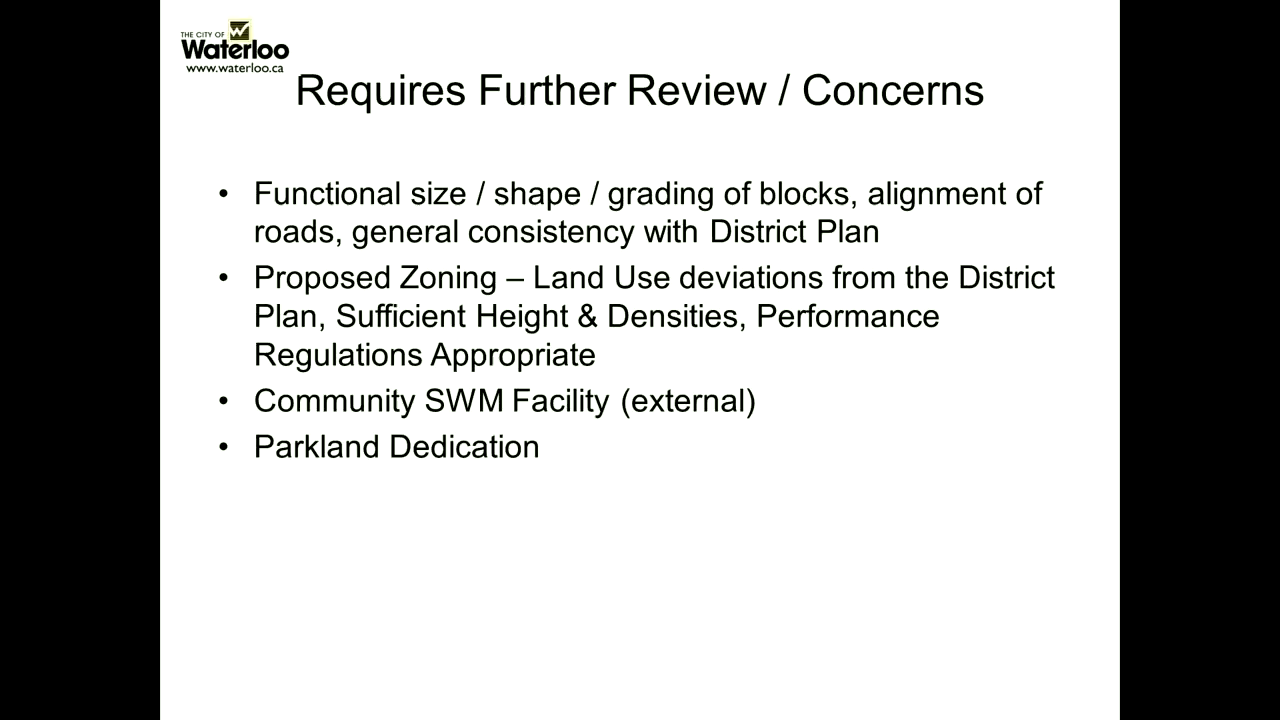 THE CITY OF
Waterloo
www.waterloo.ca
Requires Further Review / Concerns
• Functional size / shape / grading of blocks, alignment of
roads, general consistency with District Plan
• Proposed Zoning – Land Use deviations from the District
Plan, Sufficient Height & Densities, Performance
Regulations Appropriate
• Community SWM Facility (external)
• Parkland Dedication